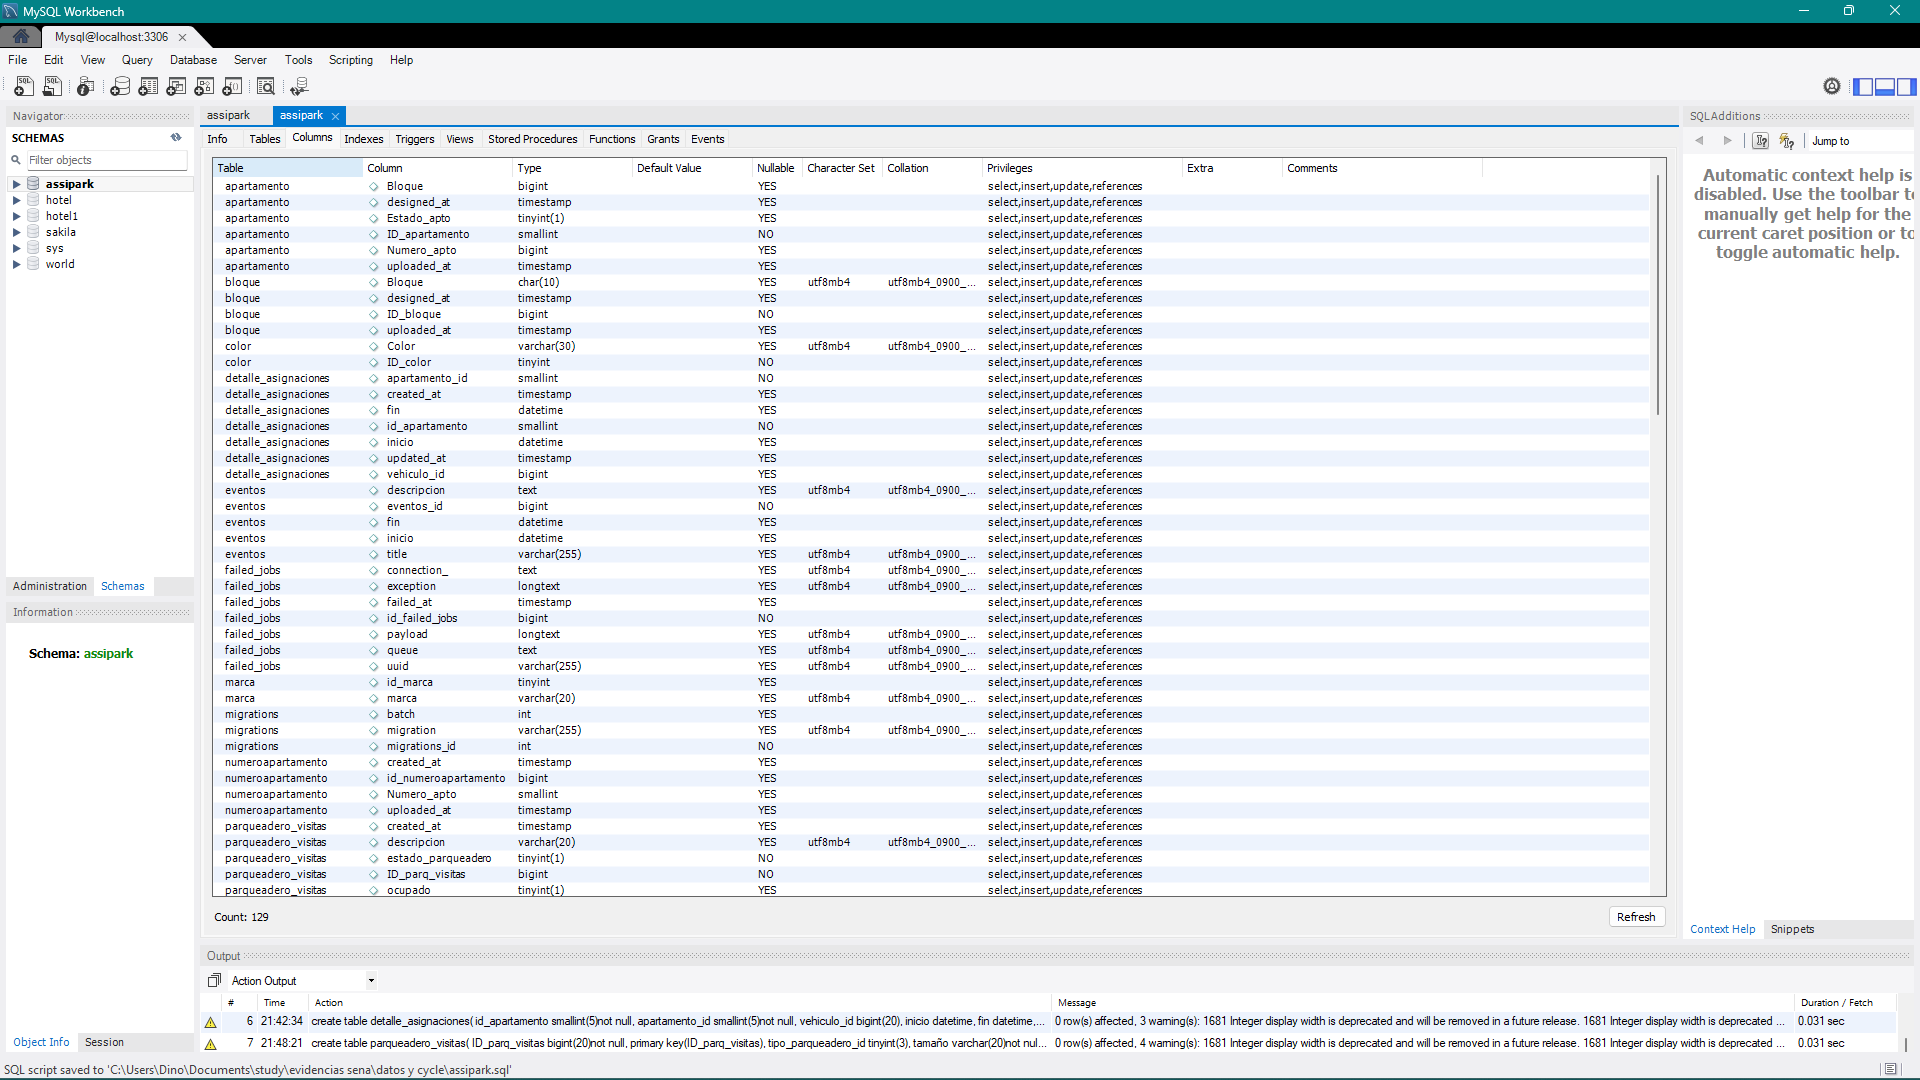 MySQL Workbench
Mysql@localhost:3306
File Edit View Query Database Server Tools Scripting Help
Navigator
SCHEMAS
Filter objects
assipark
hotel
hotel1
sakila
sys
world
Administration Schemas
Information
Schema: assipark
Object Info Session
assipark assipark
Info Tables Columns Indexes Triggers Views Stored Procedures Functions Grants Events
Table Column Type Default Value Nullable Character Set Collation Privileges Extra Comments
apartamento Bloque bigint YES select,insert,update,references
apartamento designed_at timestamp YES select,insert,update,references
apartamento Estado_apto tinyint(1) YES select,insert,update,references
apartamento ID_apartamento smallint NO select,insert,update,references
apartamento Numero_apto bigint YES select,insert,update,references
apartamento uploaded_at timestamp YES select,insert,update,references
bloque Bloque char(10) YES utf8mb4 utf8mb4_0900_... select,insert,update,references
bloque designed_at timestamp YES select,insert,update,references
bloque ID_bloque bigint NO select,insert,update,references
bloque uploaded_at timestamp YES select,insert,update,references
color Color varchar(30) YES utf8mb4 utf8mb4_0900_... select,insert,update,references
color ID_color tinyint NO select,insert,update,references
detalle_asignaciones apartamento_id smallint NO select,insert,update,references
detalle_asignaciones created_at timestamp YES select,insert,update,references
detalle_asignaciones fin datetime YES select,insert,update,references
detalle_asignaciones id_apartamento smallint NO select,insert,update,references
detalle_asignaciones inicio datetime YES select,insert,update,references
detalle_asignaciones updated_at timestamp YES select,insert,update,references
detalle_asignaciones vehiculo_id bigint YES select,insert,update,references
eventos descripcion text YES utf8mb4 utf8mb4_0900_... select,insert,update,references
eventos eventos_id bigint NO select,insert,update,references
eventos fin datetime YES select,insert,update,references
eventos inicio datetime YES select,insert,update,references
eventos title varchar(255) YES utf8mb4 utf8mb4_0900_... select,insert,update,references
failed_jobs connection_ text YES utf8mb4 utf8mb4_0900_... select,insert,update,references
failed_jobs exception longtext YES utf8mb4 utf8mb4_0900_... select,insert,update,references
failed_jobs failed_at timestamp YES select,insert,update,references
failed_jobs id_failed_jobs bigint NO select,insert,update,references
failed_jobs payload longtext YES utf8mb4 utf8mb4_0900_... select,insert,update,references
failed_jobs queue text YES utf8mb4 utf8mb4_0900_... select,insert,update,references
failed_jobs uuid varchar(255) YES utf8mb4 utf8mb4_0900_... select,insert,update,references
marca id_marca tinyint YES select,insert,update,references
marca marca varchar(20) YES utf8mb4 utf8mb4_0900_... select,insert,update,references
migrations batch int YES select,insert,update,references
migrations migration varchar(255) YES utf8mb4 utf8mb4_0900_... select,insert,update,references
migrations migrations_id int NO select,insert,update,references
numeroapartamento created_at timestamp YES select,insert,update,references
numeroapartamento id_numeroapartamento bigint YES select,insert,update,references
numeroapartamento Numero_apto smallint YES select,insert,update,references
numeroapartamento uploaded_at timestamp YES select,insert,update,references
parqueadero_visitas created_at timestamp YES select,insert,update,references
parqueadero_visitas descripcion varchar(20) YES utf8mb4 utf8mb4_0900_... select,insert,update,references
parqueadero_visitas estado_parqueadero tinyint(1) NO select,insert,update,references
parqueadero_visitas ID_parq_visitas bigint NO select,insert,update,references
parqueadero_visitas ocupado tinyint(1) YES select,insert,update,references
Count: 129
Refresh
SQLAdditions
Jump to
Automatic context help is
disabled. Use the toolbar to
manually get help for the
current caret position or to
toggle automatic help.
Context Help Snippets
Output
Action Output
# Time Action Message Duration / Fetch
6 21:42:34 create table detalle_asignaciones( id_apartamento smallint(5)not null, apartamento_id smallint(5)not null, vehiculo_id bigint(20), inicio datetime, fin datetime,... 0 row(s) affected, 3 warning(s): 1681 Integer display width is deprecated and will be removed in a future release. 1681 Integer display width is deprecated ... 0.031 sec
7 21:48:21 create table parqueadero_visitas( ID_parq_visitas bigint(20)not null, primary key(ID_parq_visitas), tipo_parqueadero_id tinyint(3), tamaño varchar(20)not nul... 0 row(s) affected, 4 warning(s): 1681 Integer display width is deprecated and will be removed in a future release. 1681 Integer display width is deprecated ... 0.031 sec
SQL script saved to 'C:\Users\Dino\Documents\study\evidencias sena\datos y cycle\assipark.sql'